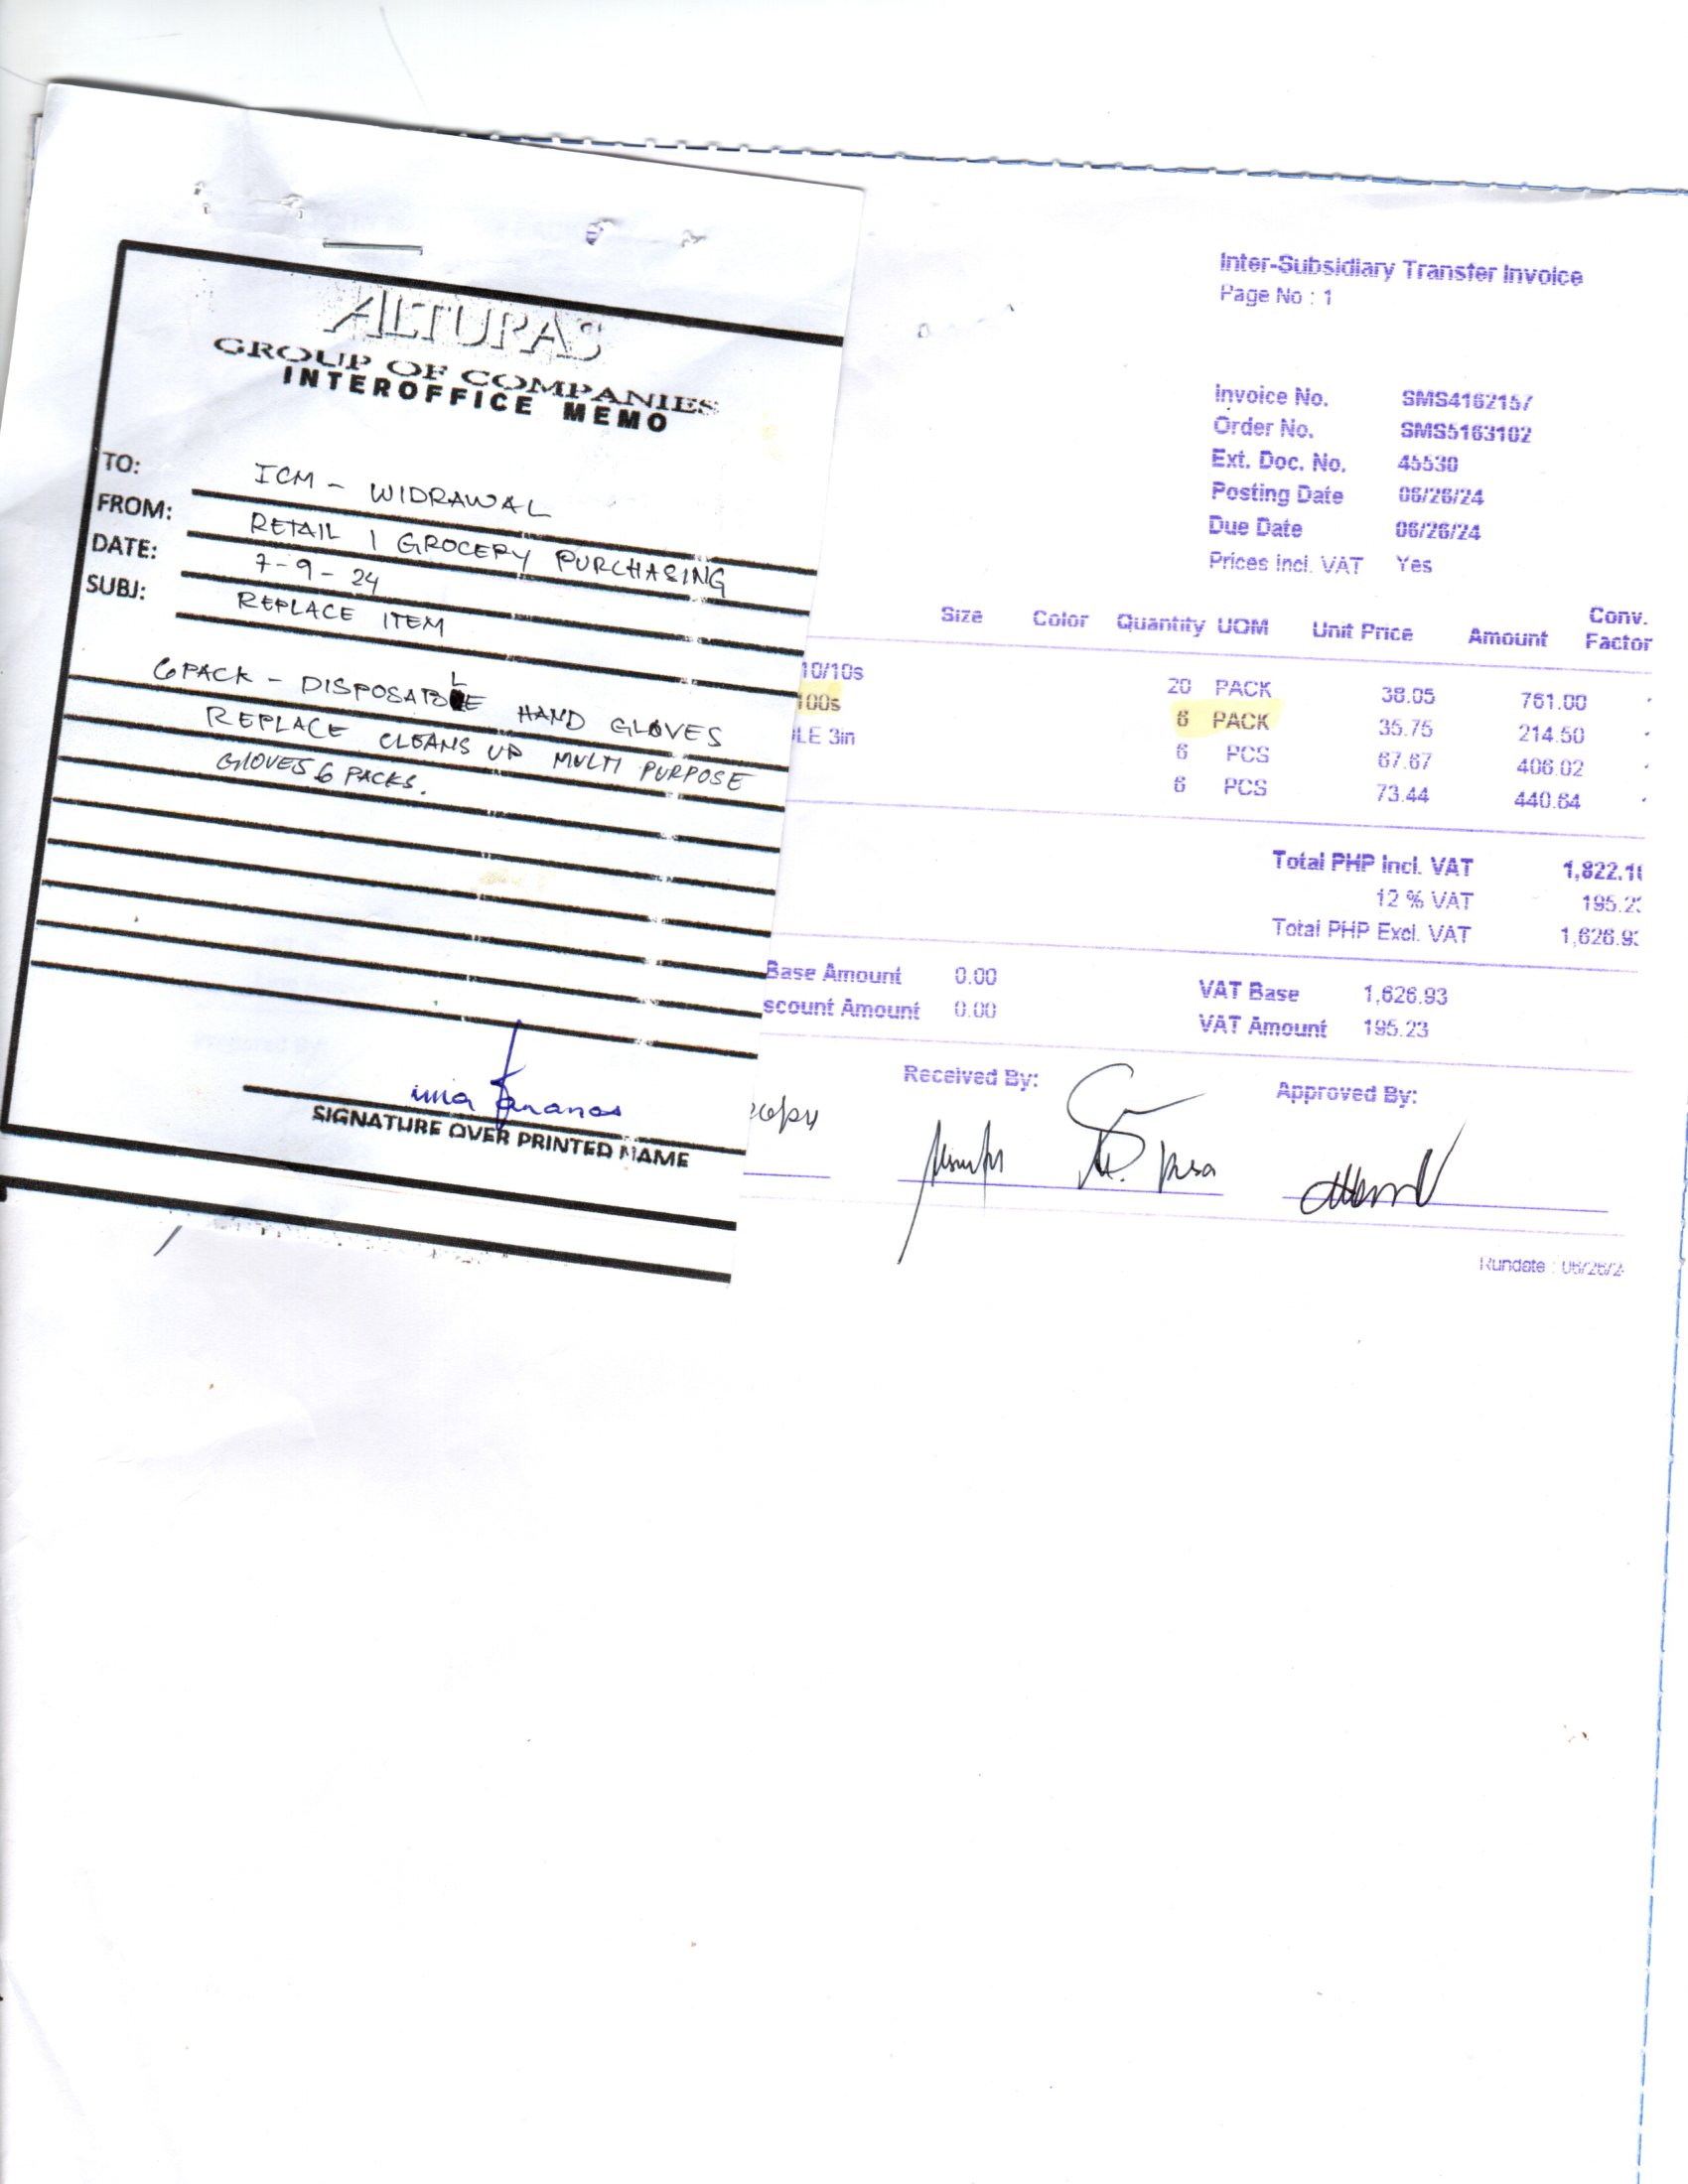 ALTURAS
GROUP OF COMPANIES
INTEROFFICE MEMO
TO: ICM - WIDRAWAL
FROM: RETAIL 1 GROCERY PURCHASING
DATE: 7-9-24
SUBJ: REPLACE ITEM
6 PACK - DISPOSABLE HAND GLOVES
REPLACE CLEANS UP MULTI PURPOSE
GLOVES 6 PACKS.
SIGNATURE OVER PRINTED NAME
Inter-Subsidiary Transfer Invoice
Page No : 1
Invoice No. SMS4162157
Order No. SMS5163102
Ext. Doc. No. 45530
Posting Date 06/26/24
Due Date 06/26/24
Prices incl. VAT Yes
Size Color Quantity UOM Unit Price Amount Conv. Factor
10/10s 20 PACK 38.05 761.00
100s 6 PACK 35.75 214.50
LE 3in 6 PCS 67.67 406.02
6 PCS 73.44 440.64
Total PHP Incl. VAT 1,822.1
12 % VAT 195.2
Total PHP Excl. VAT 1,626.9
Base Amount 0.00 VAT Base 1,626.93
scount Amount 0.00 VAT Amount 195.23
Received By: Approved By:
copy
Rundate : 06/26/2